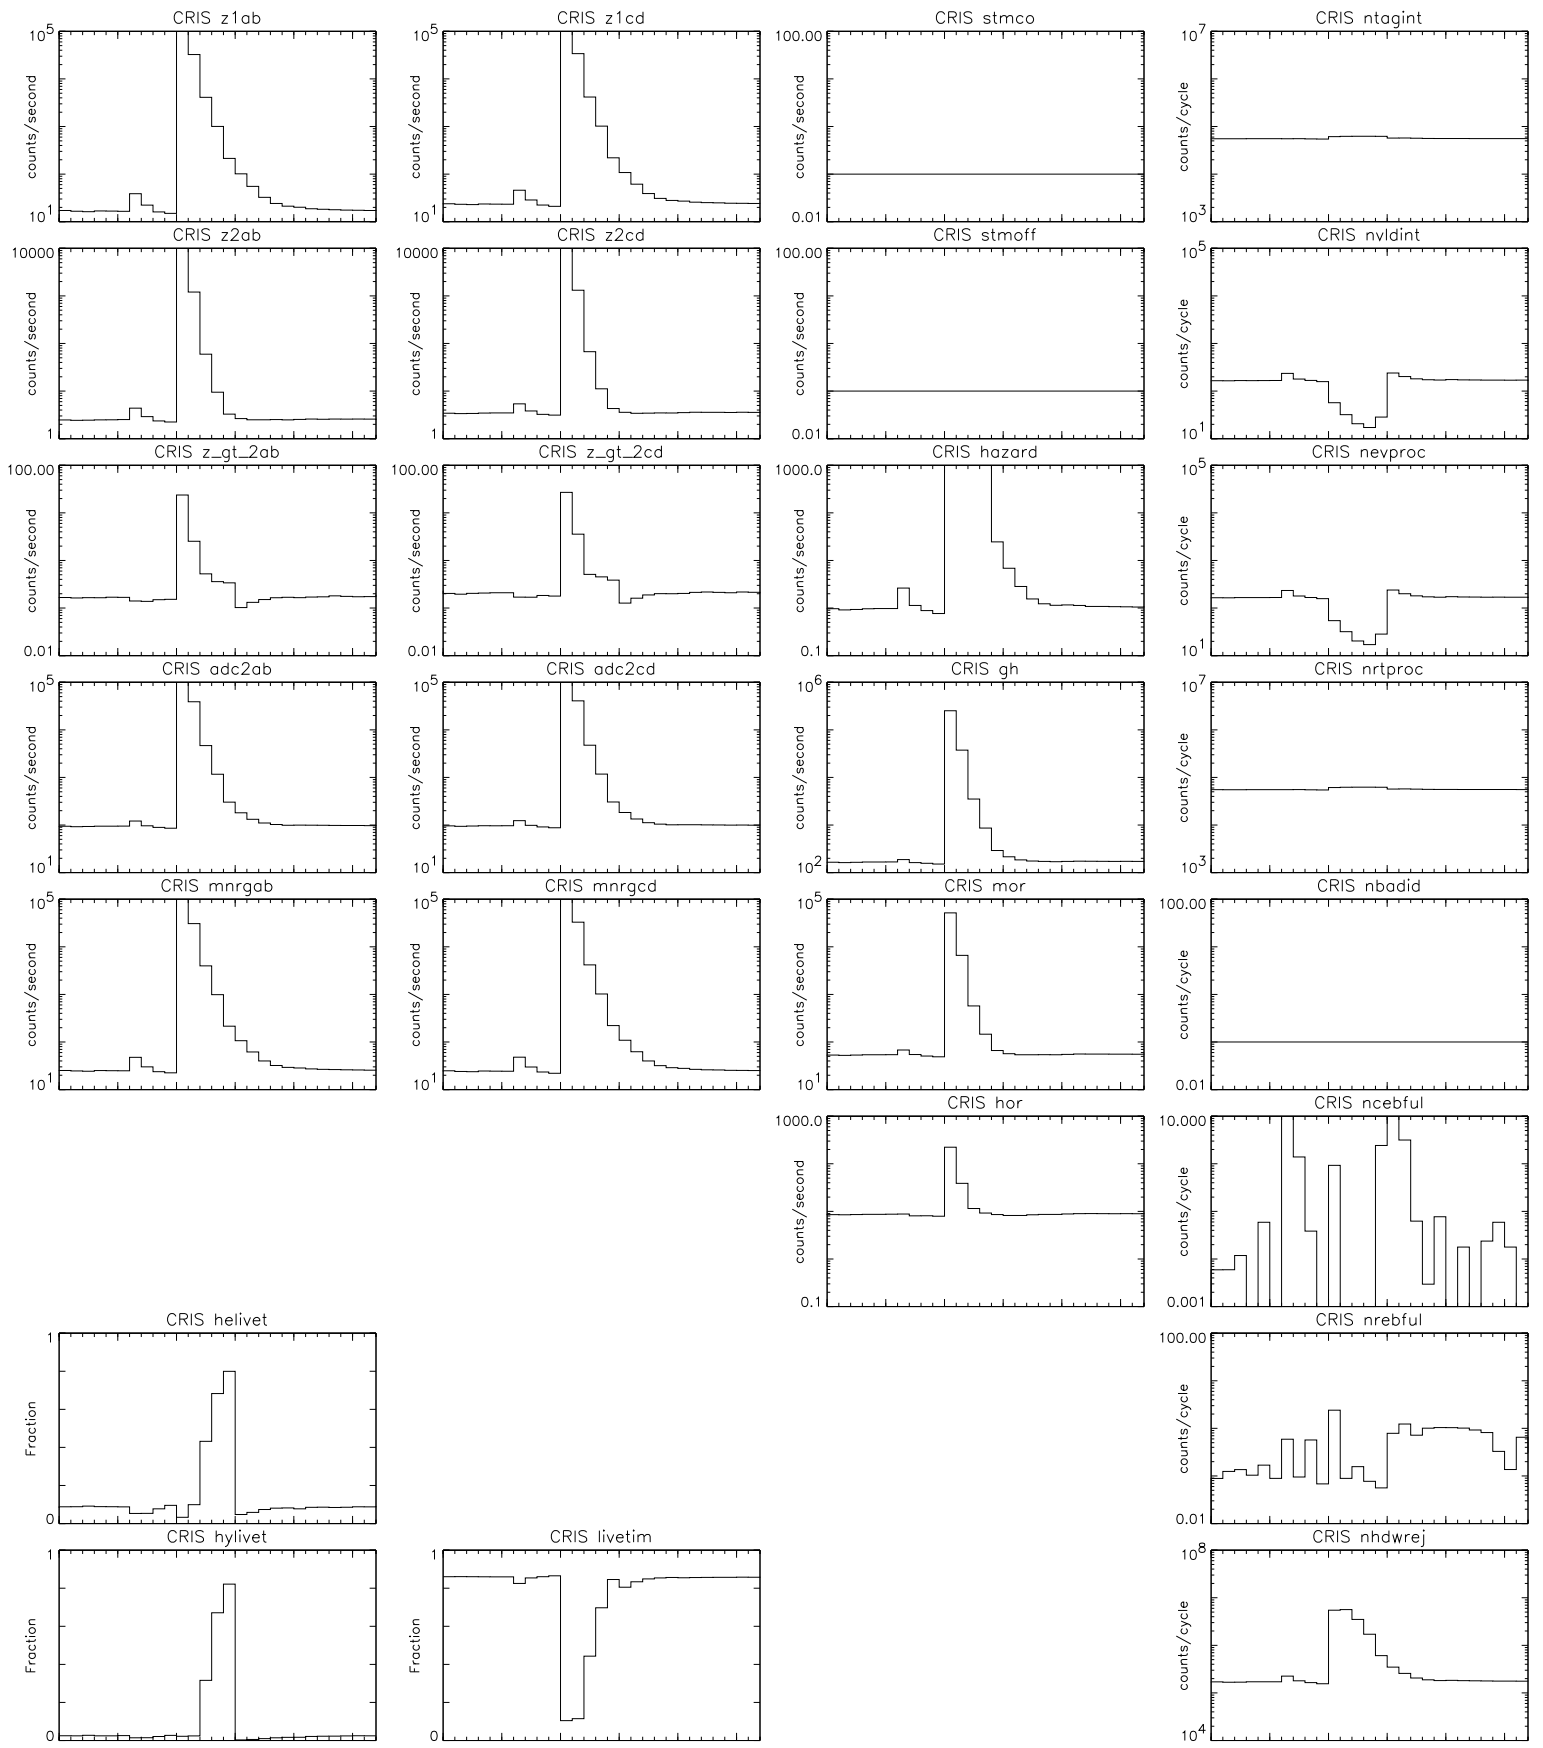 CRIS z1ab
CRIS z1cd
CRIS stmco
CRIS ntagint
10^5
counts/second
10^1
10^5
counts/second
10^1
100.00
counts/second
0.01
10^7
counts/cycle
10^3
CRIS z2ab
CRIS z2cd
CRIS stmoff
CRIS nvldint
10000
counts/second
1
10000
counts/second
1
100.00
counts/second
0.01
10^5
counts/cycle
10^1
CRIS z_gt_2ab
CRIS z_gt_2cd
CRIS hazard
CRIS nevproc
100.00
counts/second
0.01
100.00
counts/second
0.01
1000.0
counts/second
0.1
10^5
counts/cycle
10^1
CRIS adc2ab
CRIS adc2cd
CRIS gh
CRIS nrtproc
10^5
counts/second
10^1
10^5
counts/second
10^1
10^6
counts/second
10^2
10^7
counts/cycle
10^3
CRIS mnrgab
CRIS mnrgcd
CRIS mor
CRIS nbadid
10^5
counts/second
10^1
10^5
counts/second
10^1
10^5
counts/second
10^1
100.00
counts/cycle
0.01
CRIS hor
CRIS ncebful
1000.0
counts/second
0.1
10.000
counts/cycle
0.001
CRIS helivet
CRIS nrebful
1
Fraction
0
100.00
counts/cycle
0.01
CRIS hylivet
CRIS livetim
CRIS nhdwrej
1
Fraction
0
1
Fraction
0
10^8
counts/cycle
10^4